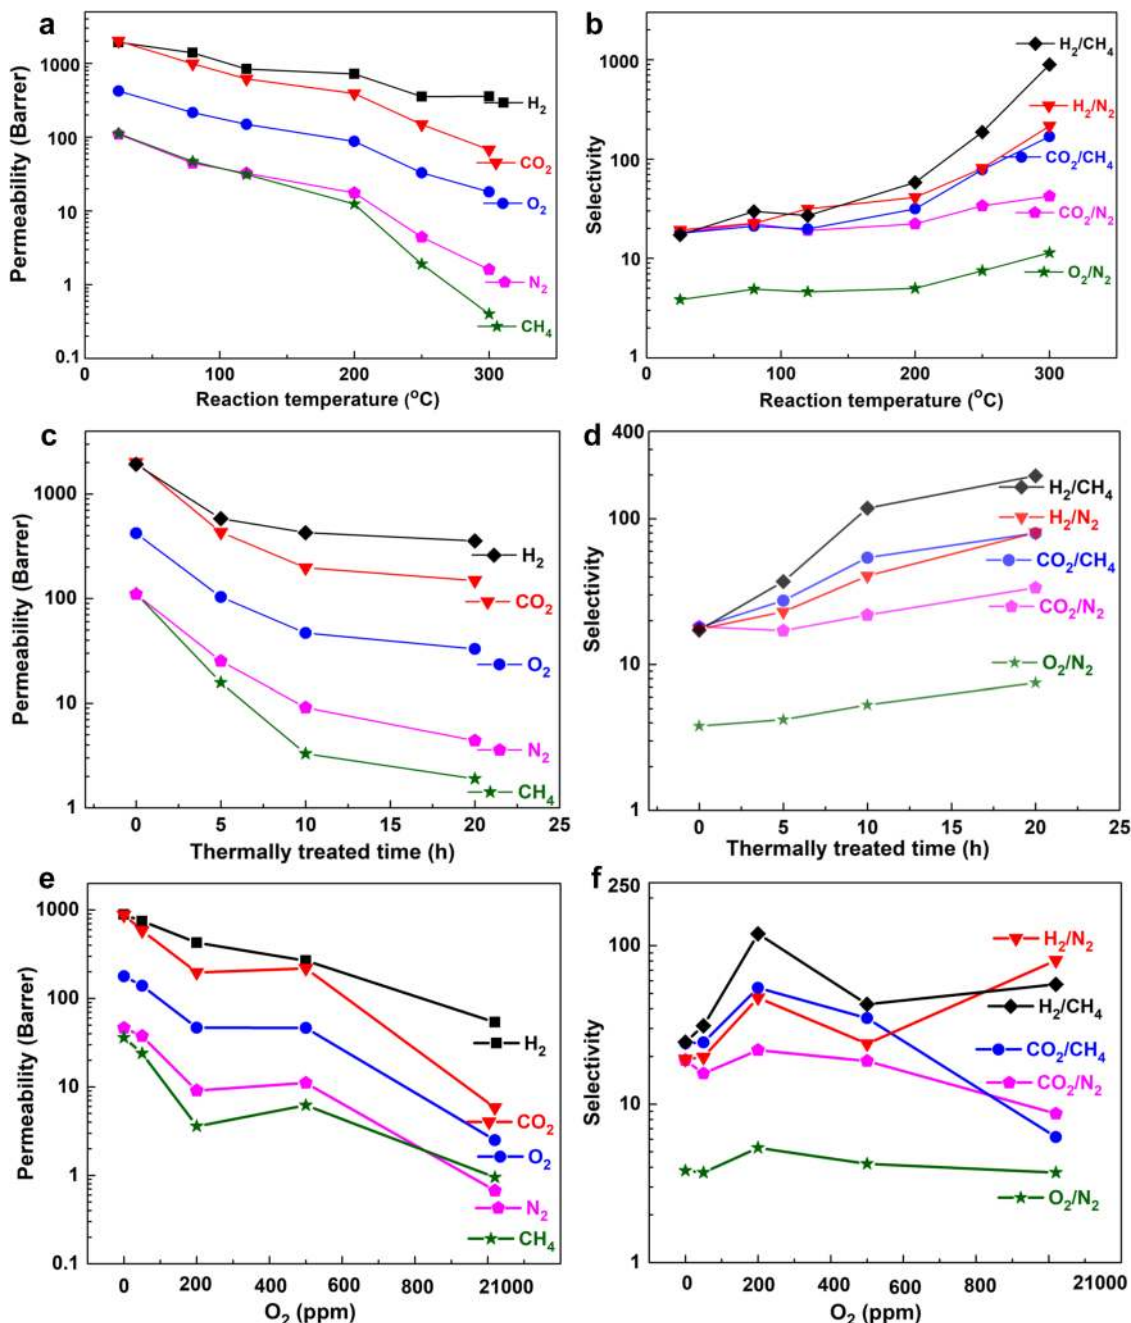 a
Permeability (Barrer)
1000
100
10
1
0.1
0
100
200
300
Reaction temperature (°C)
H₂
CO₂
O₂
N₂
CH₄
b
Selectivity
1000
100
10
1
0
100
200
300
Reaction temperature (°C)
H₂/CH₄
H₂/N₂
CO₂/CH₄
CO₂/N₂
O₂/N₂
c
Permeability (Barrer)
1000
100
10
1
0
5
10
15
20
25
Thermally treated time (h)
H₂
CO₂
O₂
N₂
CH₄
d
Selectivity
400
100
10
1
0
5
10
15
20
25
Thermally treated time (h)
H₂/CH₄
H₂/N₂
CO₂/CH₄
CO₂/N₂
O₂/N₂
e
Permeability (Barrer)
1000
100
10
1
0.1
0
200
400
600
800
21000
O₂ (ppm)
H₂
CO₂
O₂
N₂
CH₄
f
Selectivity
250
100
10
1
0
200
400
600
800
21000
O₂ (ppm)
H₂/N₂
H₂/CH₄
CO₂/CH₄
CO₂/N₂
O₂/N₂